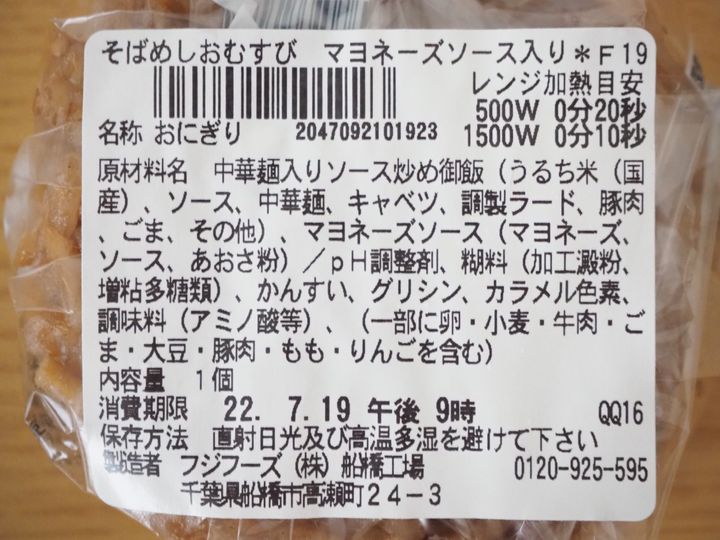 そばめしおむすび マヨネーズソース入り＊F19
レンジ加熱目安
500W 0分20秒
名称 おにぎり 2047092101923 1500W 0分10秒
原材料名 中華麺入りソース炒め御飯（うるち米（国
産）、ソース、中華麺、キャベツ、調製ラード、豚肉
、ごま、その他）、マヨネーズソース（マヨネーズ、
ソース、あおさ粉）／pH調整剤、糊料（加工澱粉、
増粘多糖類）、かんすい、グリシン、カラメル色素、
調味料（アミノ酸等）、（一部に卵・小麦・牛肉・ご
ま・大豆・豚肉・もも・りんごを含む）
内容量 1個
消費期限 22. 7.19 午後 9時 QQ16
保存方法 直射日光及び高温多湿を避けて下さい
製造者 フジフーズ（株）船橋工場 0120-925-595
千葉県船橋市高瀬町24-3